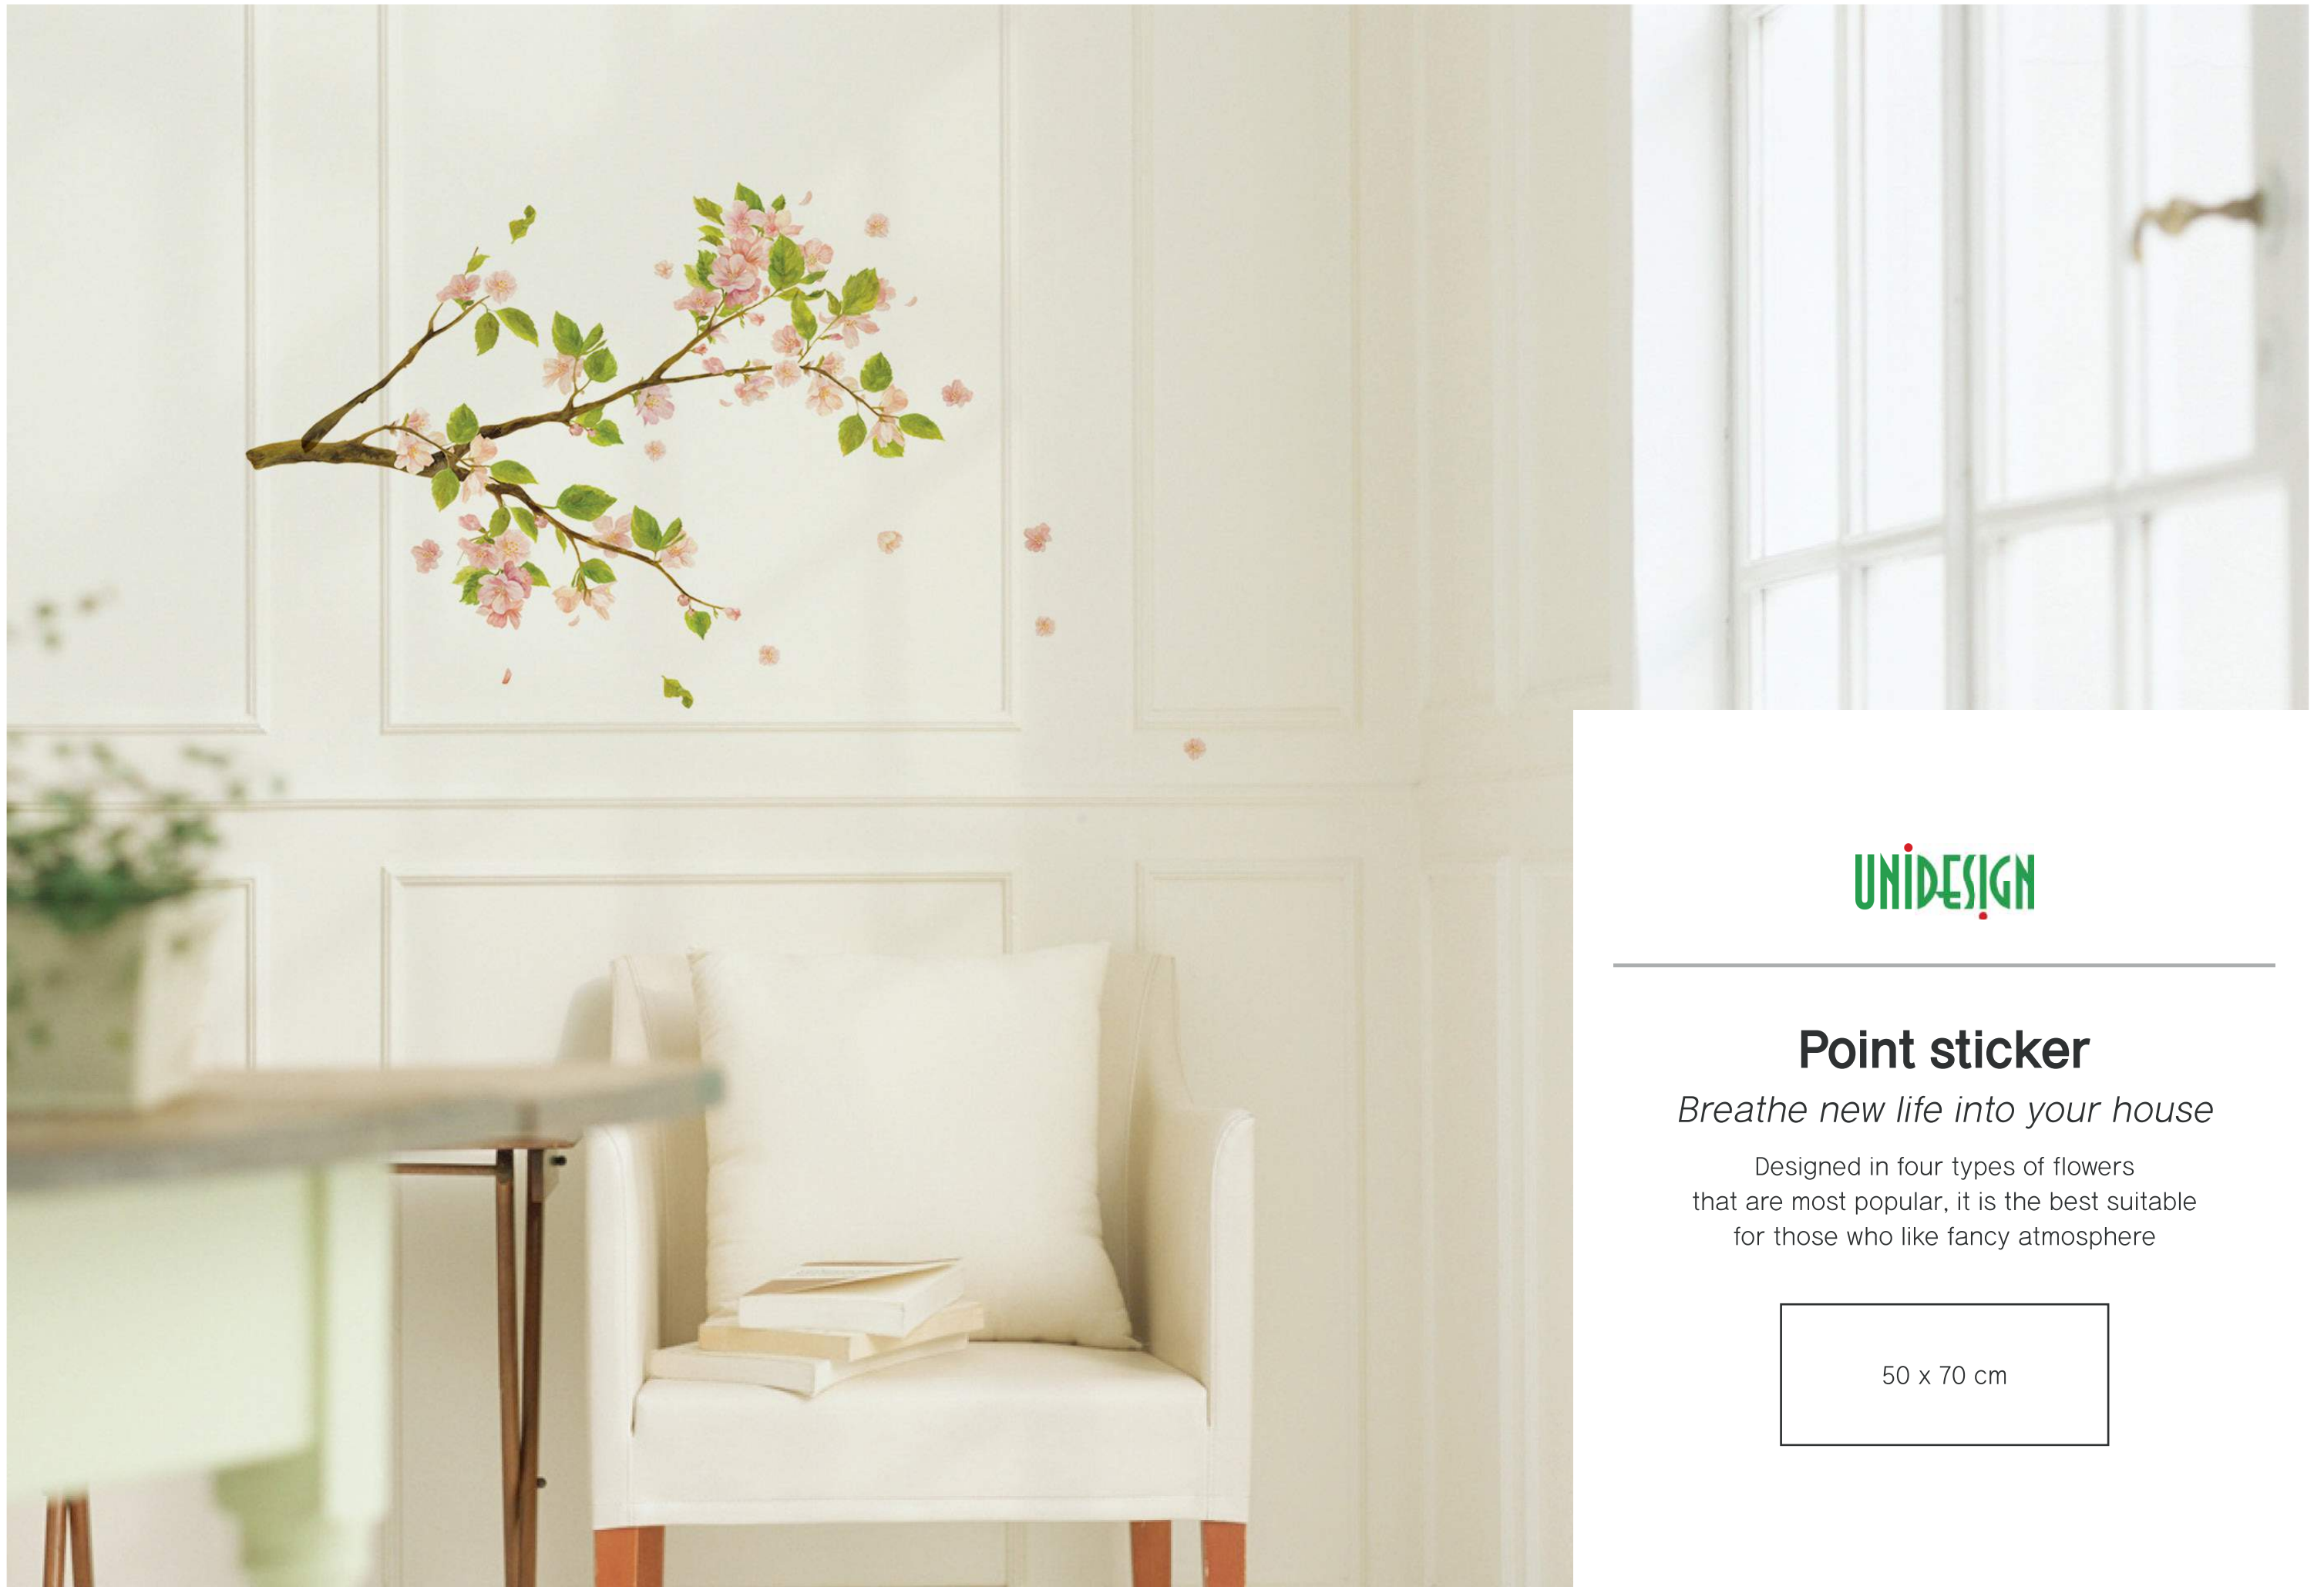 UNIDESIGN
Point sticker
Breathe new life into your house
Designed in four types of flowers
that are most popular, it is the best suitable
for those who like fancy atmosphere
50 x 70 cm